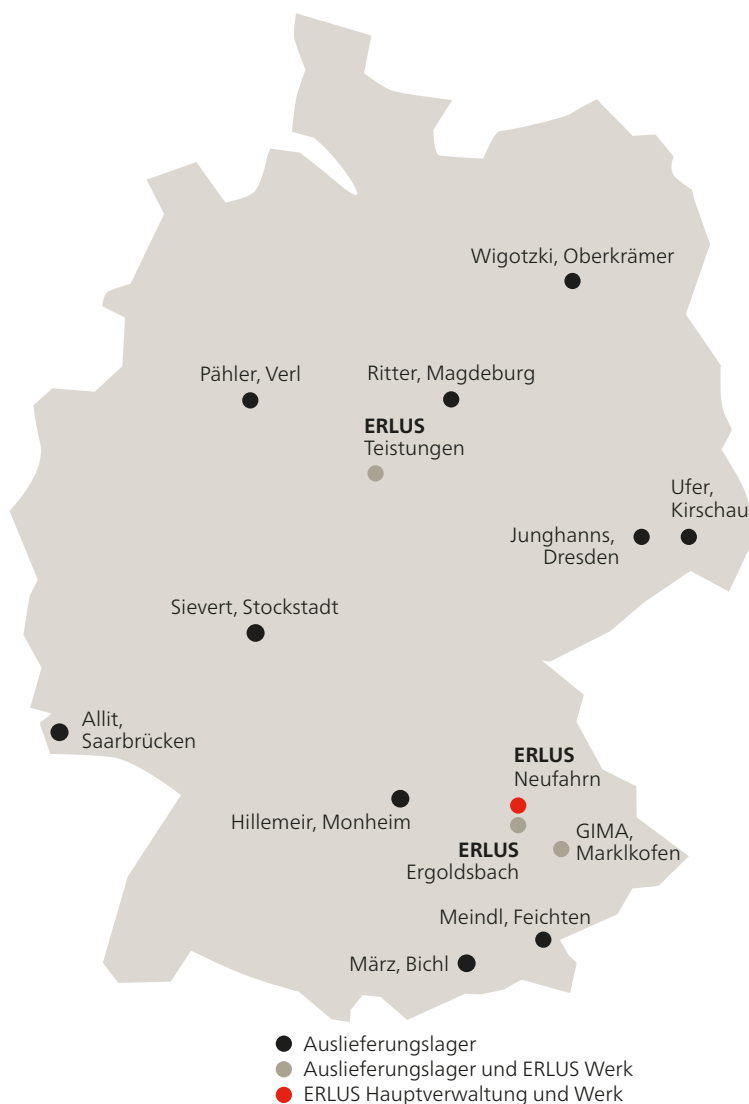 Wigotzki, Oberkrämer
Pähler, Verl
Ritter, Magdeburg
ERLUS
Teistungen
Ufer,
Kirschau
Junghanns,
Dresden
Sievert, Stockstadt
Allit,
Saarbrücken
ERLUS
Neufahrn
Hillemeir, Monheim
GIMA,
Marklkofen
ERLUS
Ergoldsbach
Meindl, Feichten
März, Bichl
Auslieferungslager
Auslieferungslager und ERLUS Werk
ERLUS Hauptverwaltung und Werk